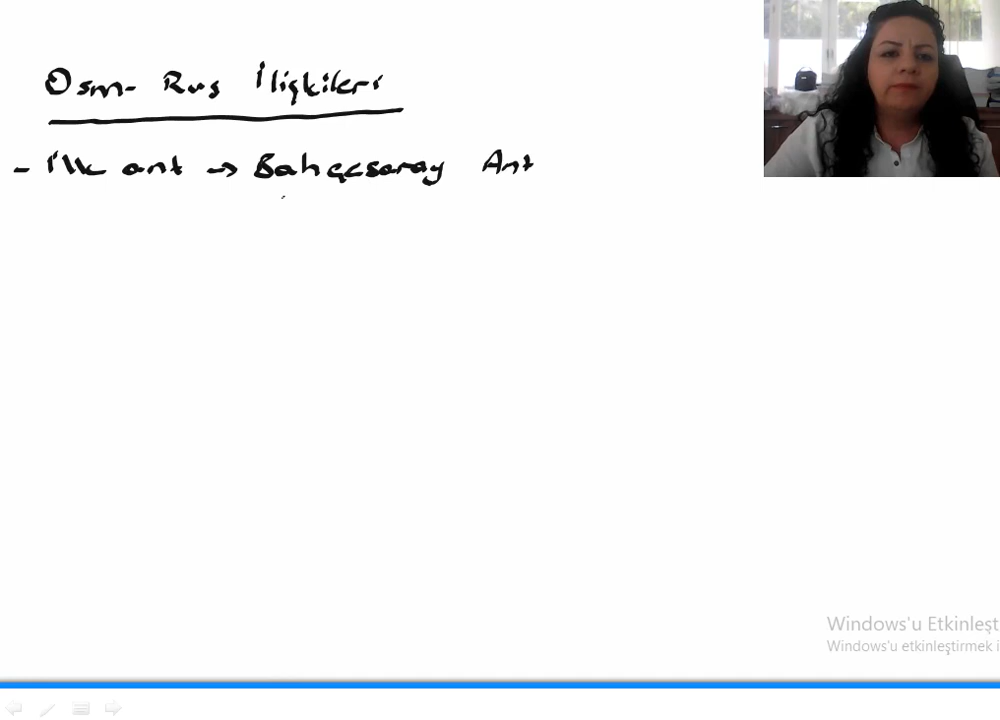 Osm- Rus İlişkileri
- İlk ant → Bahçesaray Ant
Windows'u Etkinleşt
Windows'u etkinleştirmek i